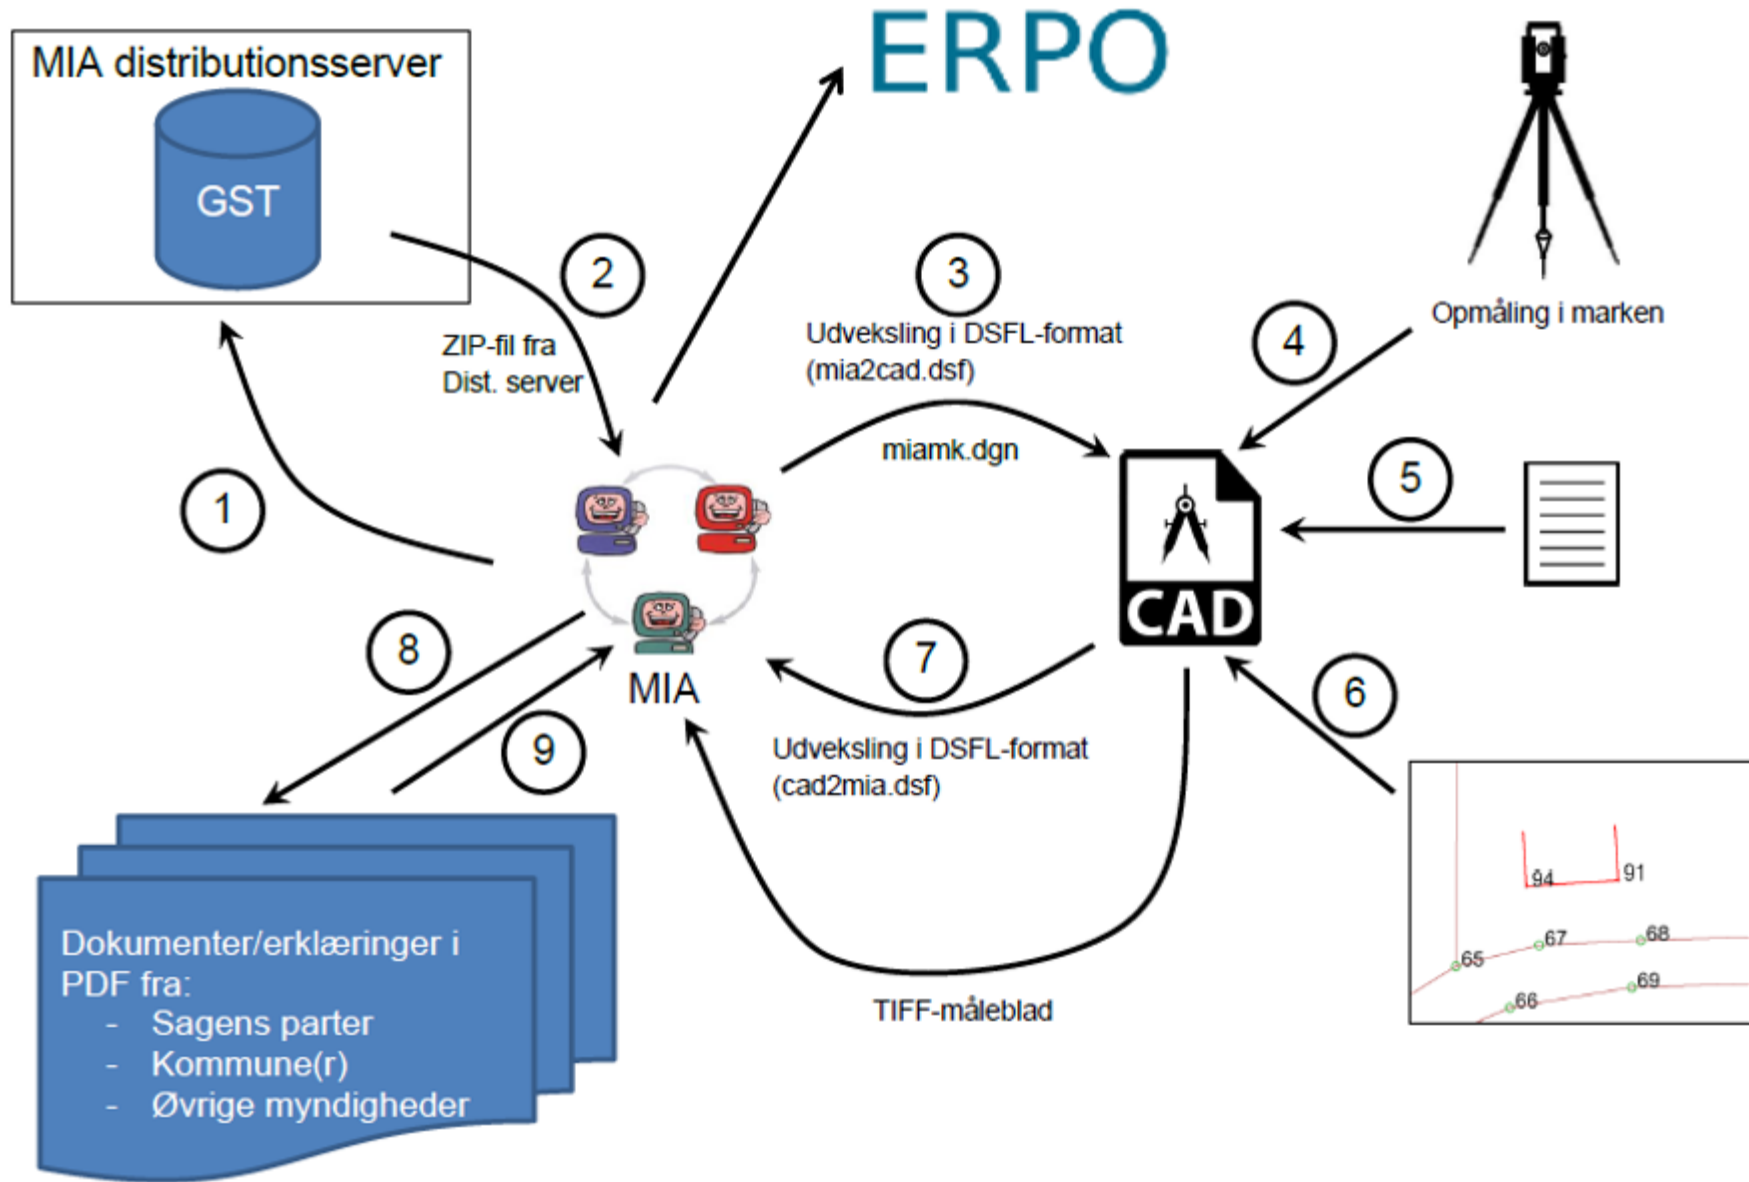 ERPO
MIA distributionsserver
GST
2
3
Opmåling i marken
Udveksling i DSFL-format
(mia2cad.dsf)
4
ZIP-fil fra
Dist. server
miamk.dgn
5
1
CAD
8
7
MIA
6
9
Udveksling i DSFL-format
(cad2mia.dsf)
94
91
67
68
65
69
66
TIFF-måleblad
Dokumenter/erklæringer i
PDF fra:
- Sagens parter
- Kommune(r)
- Øvrige myndigheder